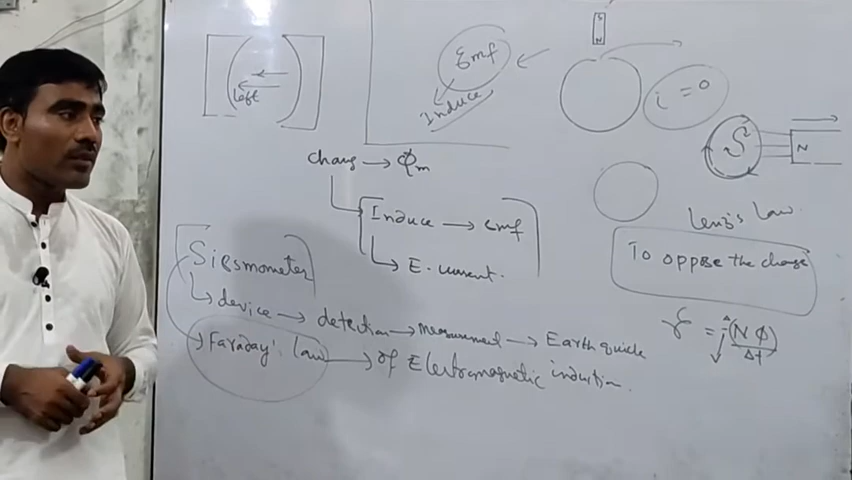 left
Emf
Induce
S
N
i = 0
S
N
Chang → Φm
Induce → emf
E. current.
Lenz's Law
To oppose the change
Siesmometer
device → detection → measurement → Earth quick
Faraday's law → of Electromagnetic induction.
ε = - Δ(NΦ)
Δt